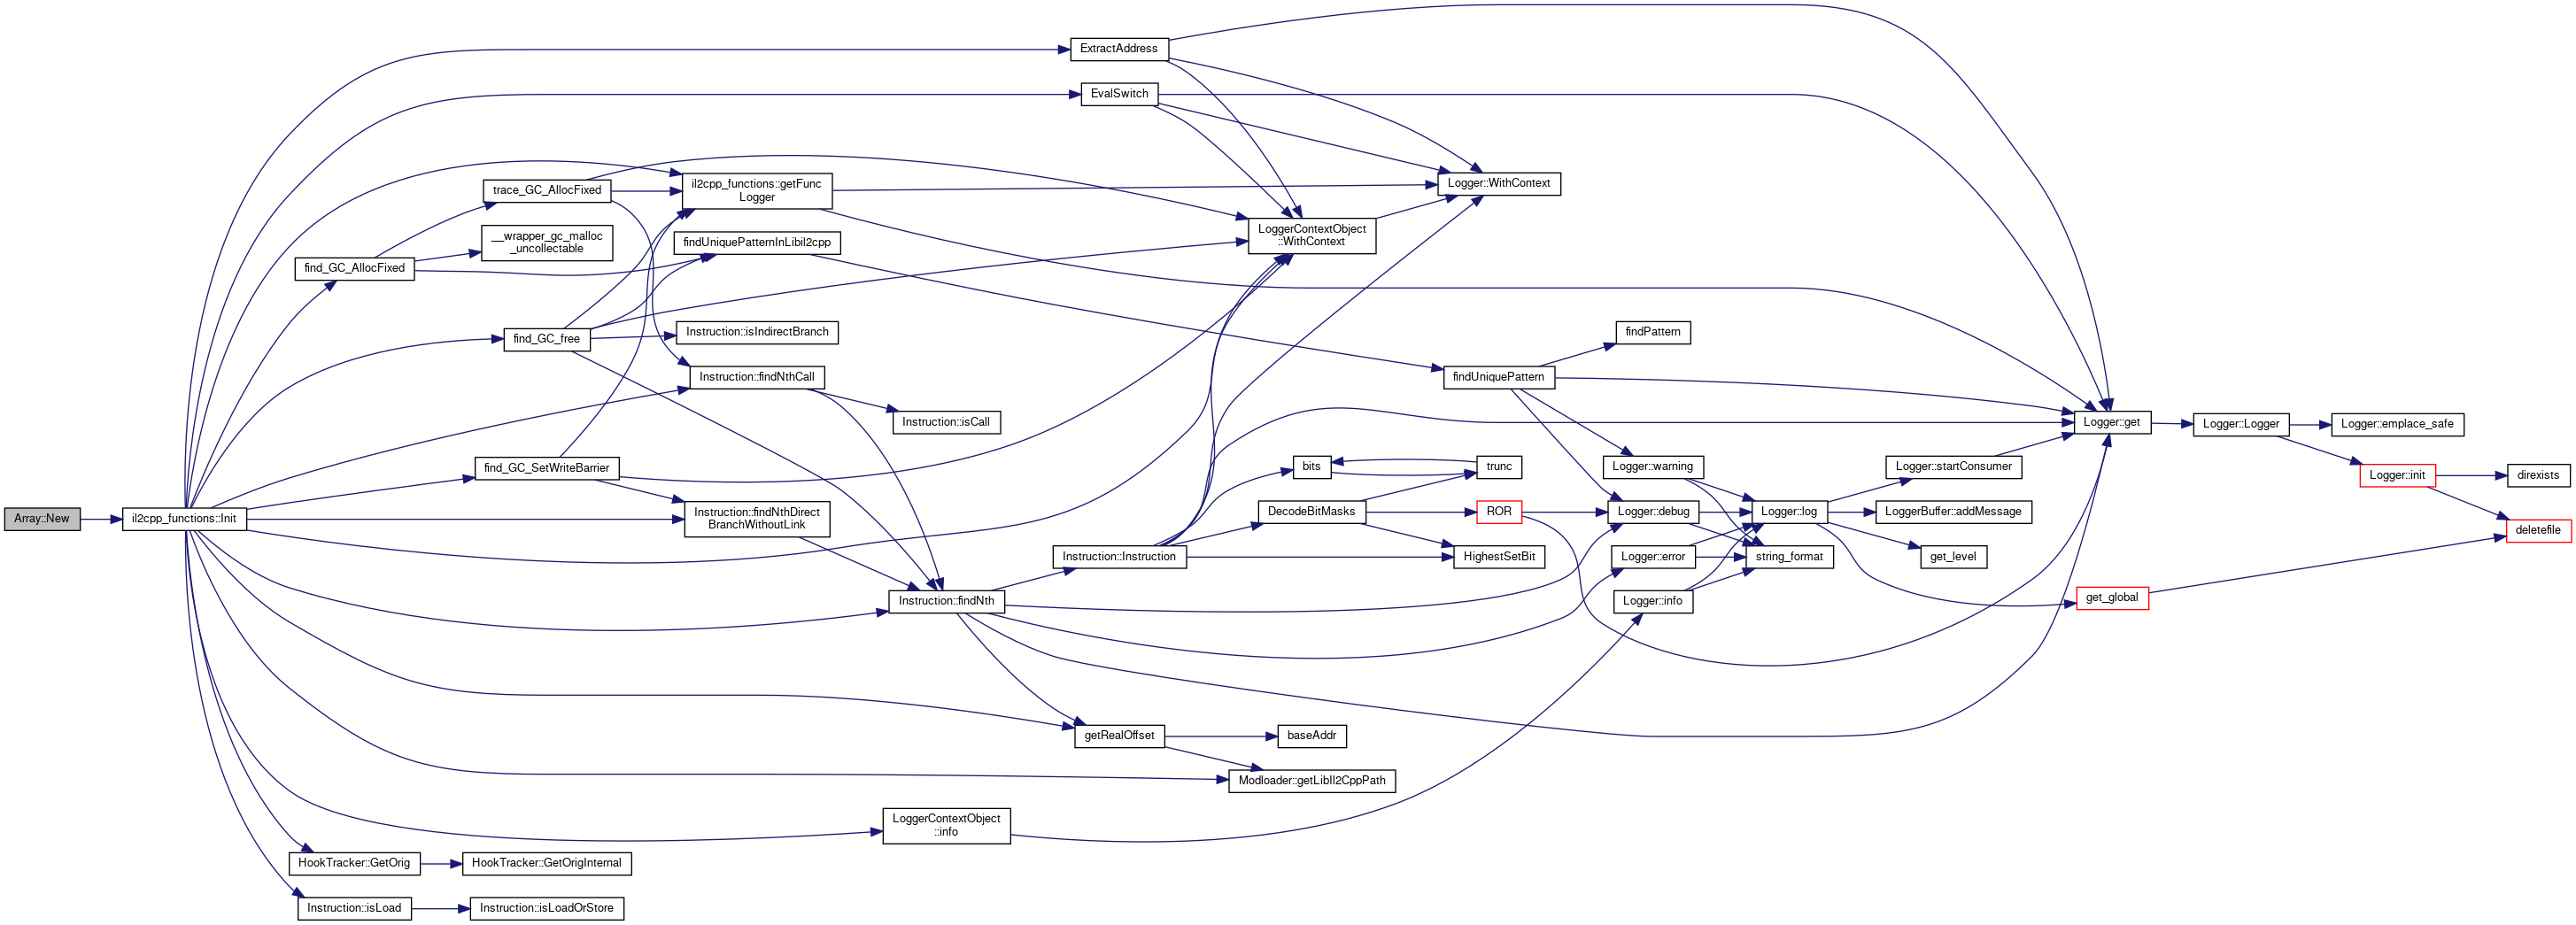 Array::New
il2cpp_functions::Init
find_GC_AllocFixed
HookTracker::GetOrig
Instruction::isLoad
trace_GC_AllocFixed
__wrapper_gc_malloc
_uncollectable
find_GC_free
find_GC_SetWriteBarrier
HookTracker::GetOrigInternal
Instruction::isLoadOrStore
il2cpp_functions::getFunc
Logger
findUniquePatternInLibil2cpp
Instruction::isIndirectBranch
Instruction::findNthCall
Instruction::findNthDirect
BranchWithoutLink
Instruction::isCall
Instruction::findNth
LoggerContextObject
::info
ExtractAddress
EvalSwitch
Instruction::Instruction
getRealOffset
LoggerContextObject
::WithContext
bits
DecodeBitMasks
baseAddr
Modloader::getLibIl2CppPath
Logger::WithContext
findUniquePattern
trunc
ROR
HighestSetBit
findPattern
Logger::warning
Logger::debug
Logger::error
Logger::info
Logger::log
string_format
Logger::startConsumer
LoggerBuffer::addMessage
get_level
Logger::get
get_global
Logger::Logger
Logger::emplace_safe
Logger::init
direxists
deletefile